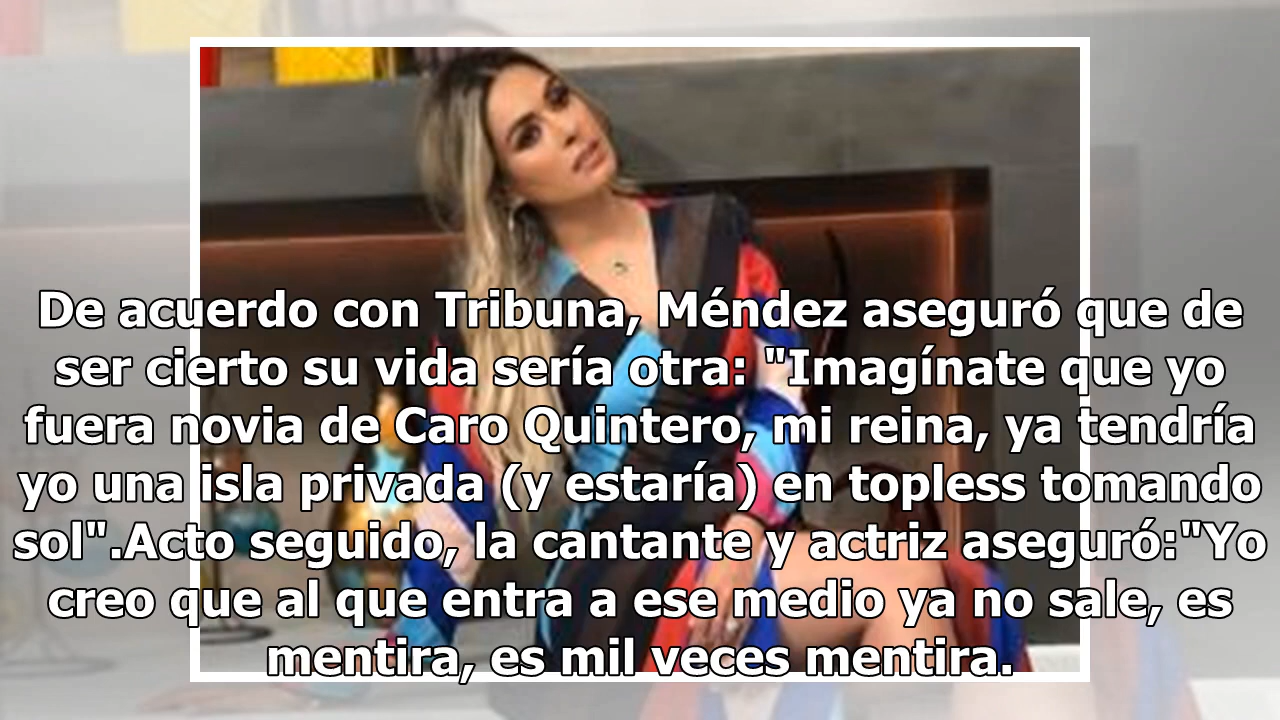 De acuerdo con Tribuna, Méndez aseguró que de
ser cierto su vida sería otra: "Imagínate que yo
fuera novia de Caro Quintero, mi reina, ya tendría
yo una isla privada (y estaría) en topless tomando
sol".Acto seguido, la cantante y actriz aseguró:"Yo
creo que al que entra a ese medio ya no sale, es
mentira, es mil veces mentira.